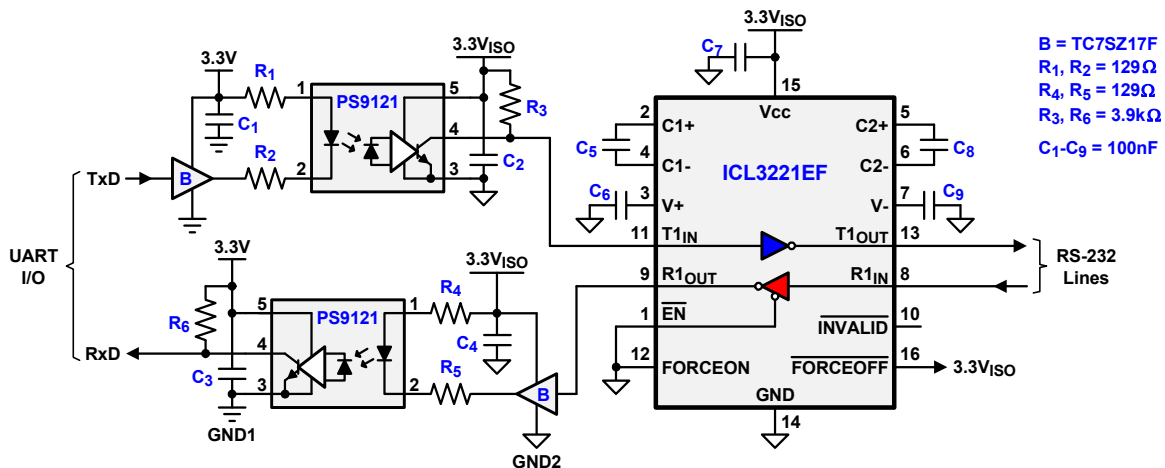 3.3V
R1
1
PS9121
5
3.3VISO
R3
4
C1
R2
2
3
C2
TxD
B
UART
I/O
3.3V
R6
5
PS9121
1
R4
3.3VISO
C4
RxD
4
C3
3
2
R5
B
GND1
GND2
3.3VISO
C7
15
VCC
2
C1+
C5
4
C1-
C6
3
V+
ICL3221EF
5
C2+
C8
6
C2-
7
V-
C9
11
T1IN
T1OUT
13
9
R1OUT
R1IN
8
RS-232
Lines
1
EN
INVALID
10
12
FORCEON
FORCEOFF
16
3.3VISO
GND
14
B = TC7SZ17F
R1, R2 = 129Ω
R4, R5 = 129Ω
R3, R6 = 3.9kΩ
C1-C9 = 100nF